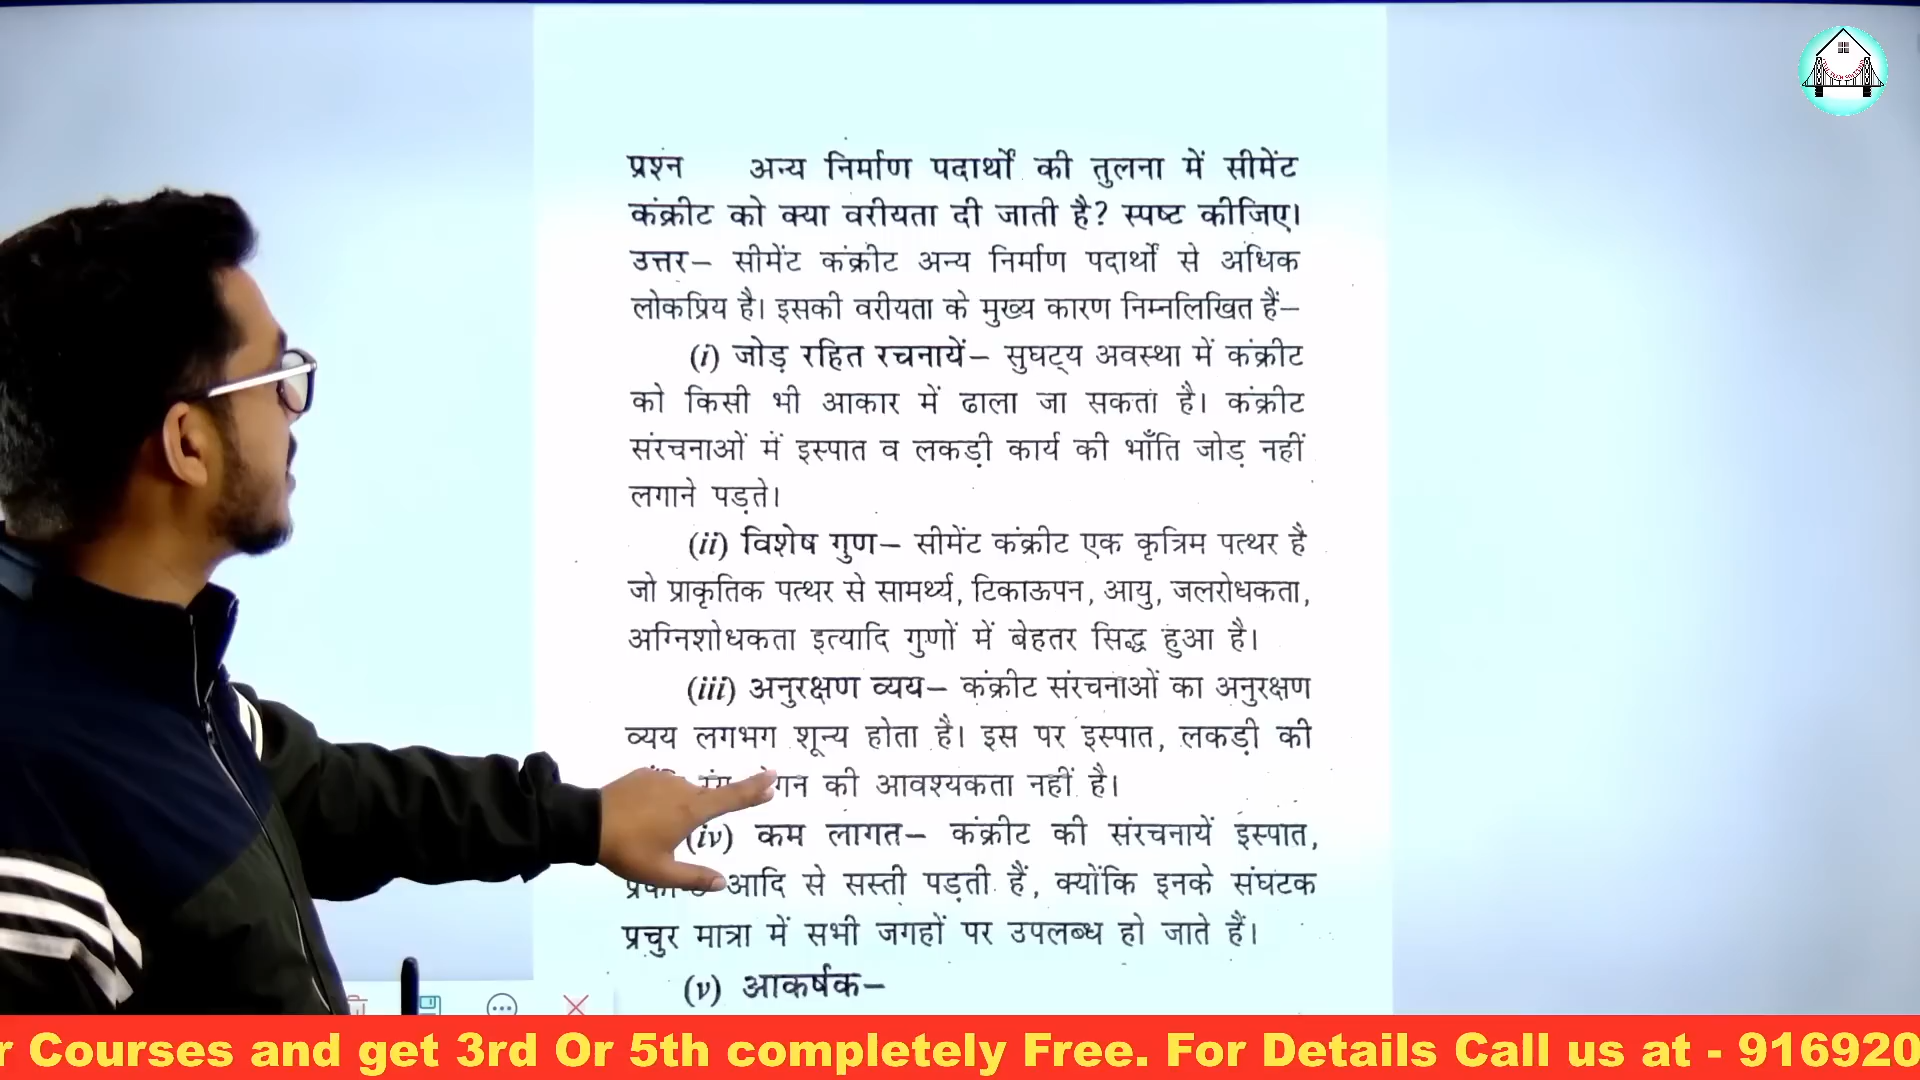 प्रश्न अन्य निर्माण पदार्थों की तुलना में सीमेंट
कंक्रीट को क्या वरीयता दी जाती है? स्पष्ट कीजिए।
उत्तर– सीमेंट कंक्रीट अन्य निर्माण पदार्थों से अधिक
लोकप्रिय है। इसकी वरीयता के मुख्य कारण निम्नलिखित हैं–
(i) जोड़ रहित रचनायें– सुघट्य अवस्था में कंक्रीट
को किसी भी आकार में ढाला जा सकता है। कंक्रीट
संरचनाओं में इस्पात व लकड़ी कार्य की भाँति जोड़ नहीं
लगाने पड़ते।
(ii) विशेष गुण– सीमेंट कंक्रीट एक कृत्रिम पत्थर है
जो प्राकृतिक पत्थर से सामर्थ्य, टिकाऊपन, आयु, जलरोधकता,
अग्निशोधकता इत्यादि गुणों में बेहतर सिद्ध हुआ है।
(iii) अनुरक्षण व्यय– कंक्रीट संरचनाओं का अनुरक्षण
व्यय लगभग शून्य होता है। इस पर इस्पात, लकड़ी की
की आवश्यकता नहीं है।
(iv) कम लागत– कंक्रीट की संरचनायें इस्पात,
आदि से सस्ती पड़ती हैं, क्योंकि इनके संघटक
प्रचुर मात्रा में सभी जगहों पर उपलब्ध हो जाते हैं।
(v) आकर्षक–
r Courses and get 3rd Or 5th completely Free. For Details Call us at - 916920